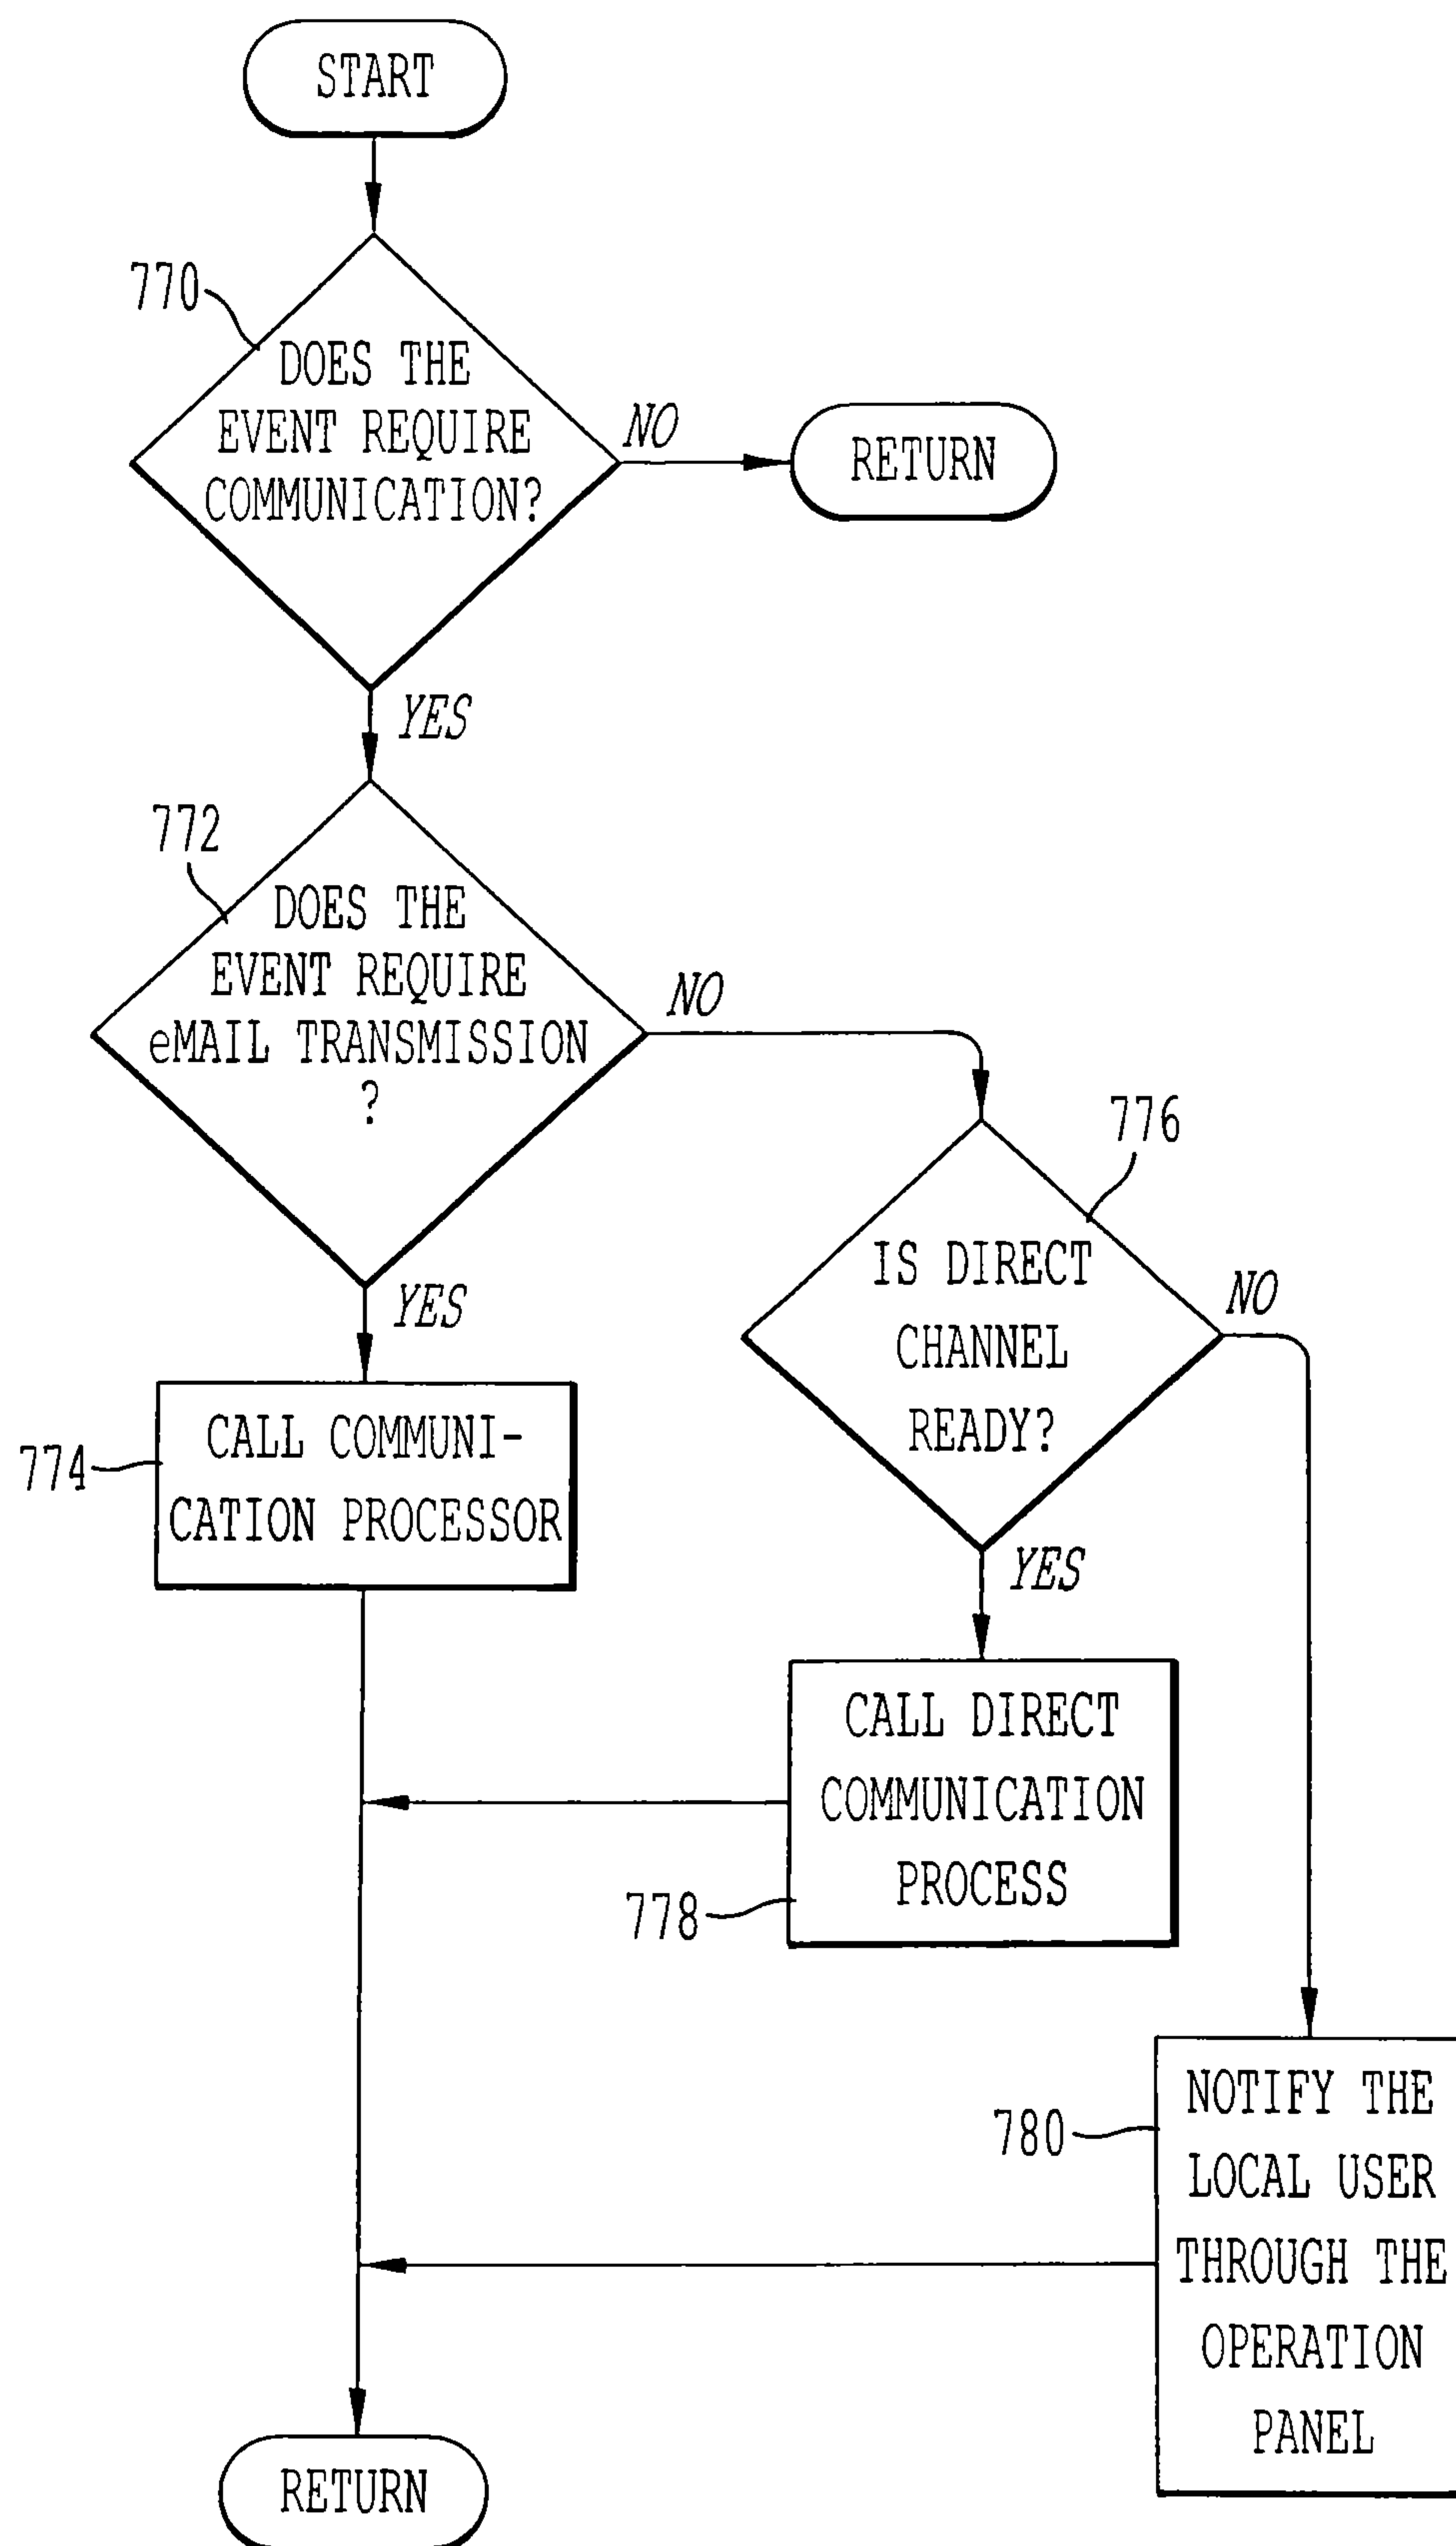 START
770
DOES THE
EVENT REQUIRE
COMMUNICATION?
NO
RETURN
YES
772
DOES THE
EVENT REQUIRE
eMAIL TRANSMISSION
?
NO
YES
776
IS DIRECT
CHANNEL
READY?
NO
YES
774
CALL COMMUNI-
CATION PROCESSOR
CALL DIRECT
COMMUNICATION
PROCESS
778
780
NOTIFY THE
LOCAL USER
THROUGH THE
OPERATION
PANEL
RETURN